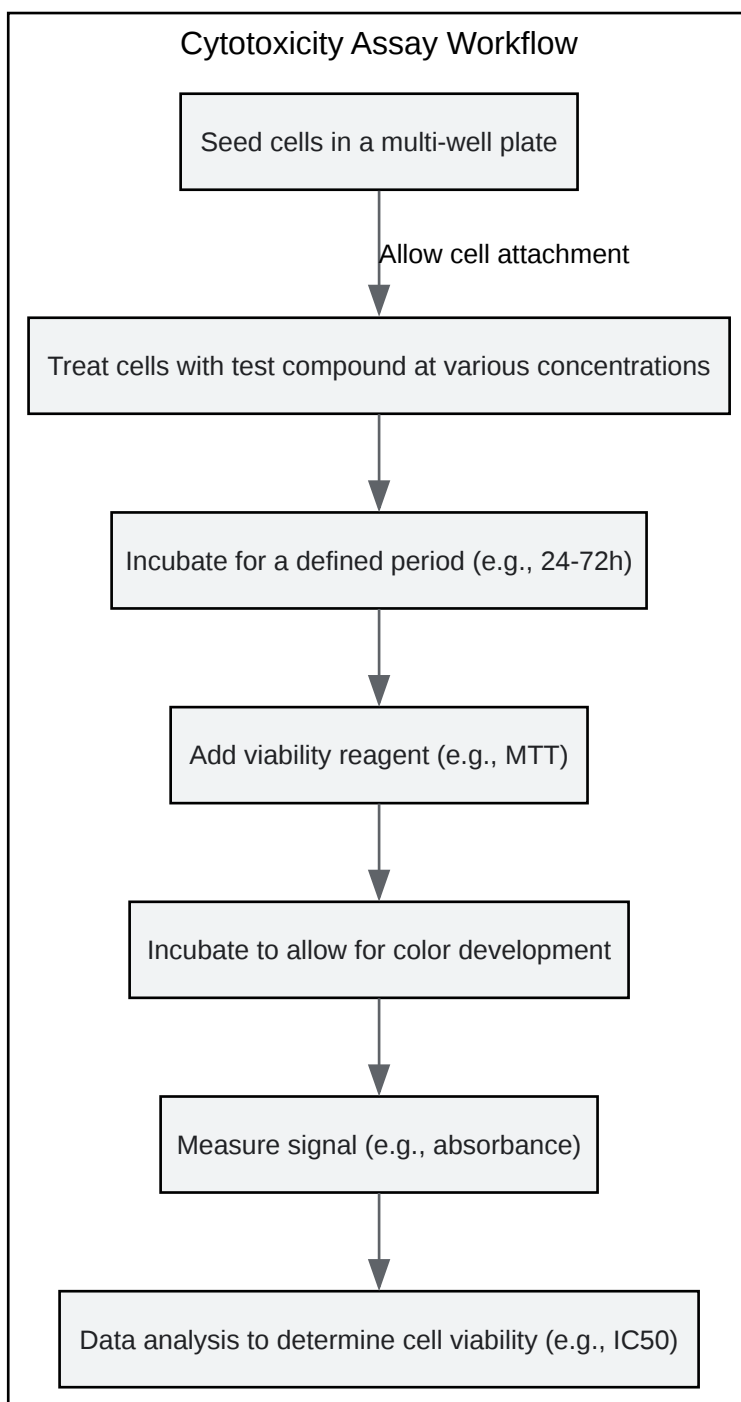 Cytotoxicity Assay Workflow
Seed cells in a multi-well plate
Allow cell attachment
Treat cells with test compound at various concentrations
Incubate for a defined period (e.g., 24-72h)
Add viability reagent (e.g., MTT)
Incubate to allow for color development
Measure signal (e.g., absorbance)
Data analysis to determine cell viability (e.g., IC50)